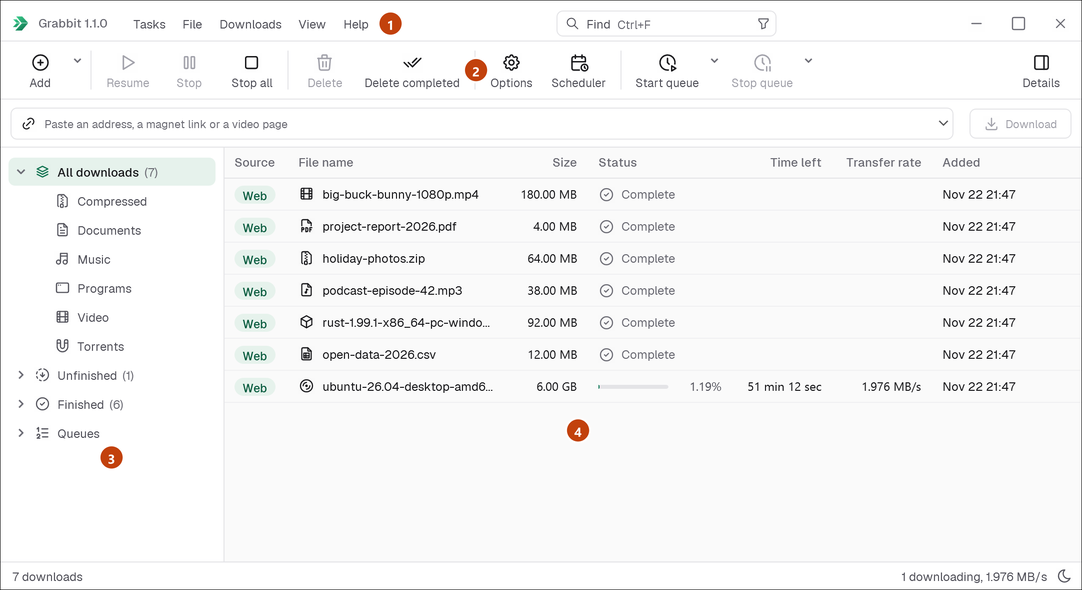 Grabbit 1.1.0 Tasks File Downloads View Help 1 Find Ctrl+F
Add Resume Stop Stop all Delete Delete completed 2 Options Scheduler Start queue Stop queue Details
Paste an address, a magnet link or a video page Download
All downloads (7)
Compressed
Documents
Music
Programs
Video
Torrents
Unfinished (1)
Finished (6)
Queues
3
Source File name Size Status Time left Transfer rate Added
Web big-buck-bunny-1080p.mp4 180.00 MB Complete Nov 22 21:47
Web project-report-2026.pdf 4.00 MB Complete Nov 22 21:47
Web holiday-photos.zip 64.00 MB Complete Nov 22 21:47
Web podcast-episode-42.mp3 38.00 MB Complete Nov 22 21:47
Web rust-1.99.1-x86_64-pc-windo... 92.00 MB Complete Nov 22 21:47
Web open-data-2026.csv 12.00 MB Complete Nov 22 21:47
Web ubuntu-26.04-desktop-amd6... 6.00 GB 1.19% 51 min 12 sec 1.976 MB/s Nov 22 21:47
4
7 downloads 1 downloading, 1.976 MB/s